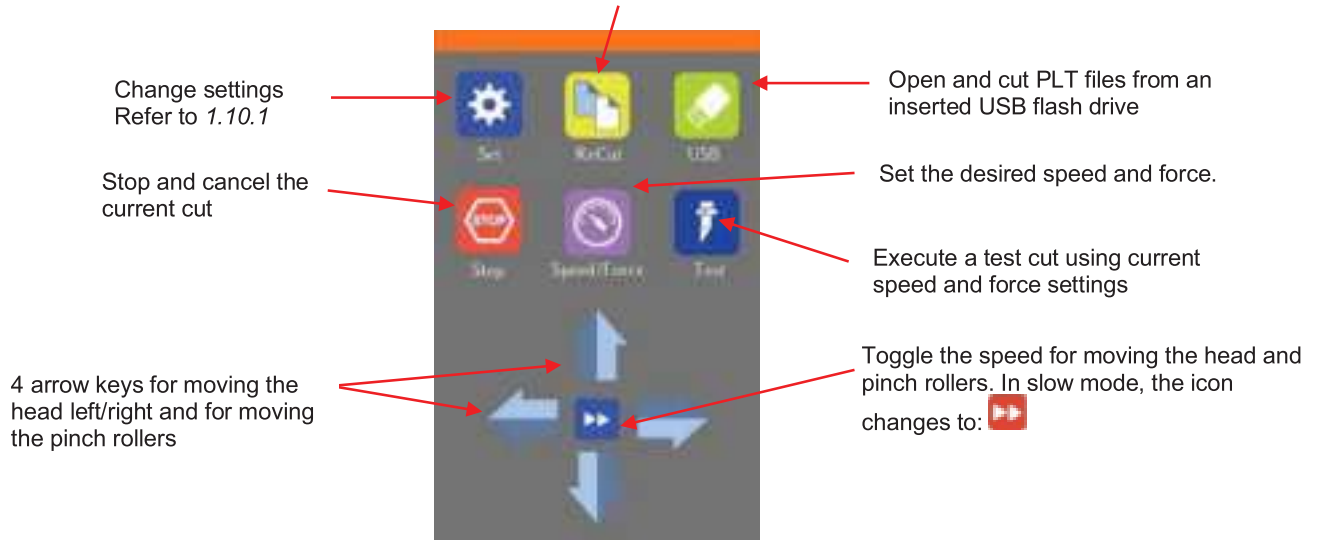 Change settings
Refer to 1.10.1
Open and cut PLT files from an
inserted USB flash drive
Set
ReCut
USB
Stop and cancel the
current cut
Set the desired speed and force.
STOP
Stop
Speed/Force
Test
Execute a test cut using current
speed and force settings
4 arrow keys for moving the
head left/right and for moving
the pinch rollers
Toggle the speed for moving the head and
pinch rollers. In slow mode, the icon
changes to: